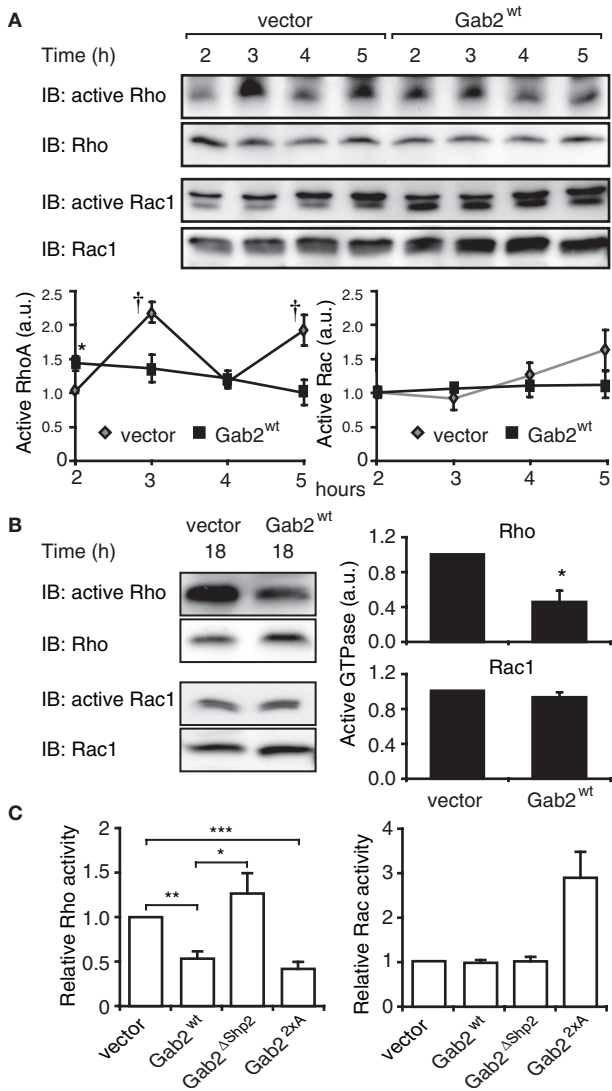 A
vector Gab2wt
Time (h) 2 3 4 5 2 3 4 5
IB: active Rho
IB: Rho
IB: active Rac1
IB: Rac1
Active RhoA (a.u.)
2.5
2.0
1.5
1.0
0.5
0
* † †
vector Gab2wt
2 3 4 5
Active Rac (a.u.)
2.5
2.0
1.5
1.0
0.5
0
vector Gab2wt
2 3 4 5
hours
B
vector Gab2wt
Time (h) 18 18
IB: active Rho
IB: Rho
IB: active Rac1
IB: Rac1
Active GTPase (a.u.)
Rho
1.2
0.8
0.4
0.0
*
Rac1
1.2
0.8
0.4
0.0
vector Gab2wt
C
Relative Rho activity
2
1.5
1.0
0.5
0
***
*
**
vector Gab2wt Gab2ΔShp2 Gab22xA
Relative Rac activity
4
3
2
1
0
vector Gab2wt Gab2ΔShp2 Gab22xA